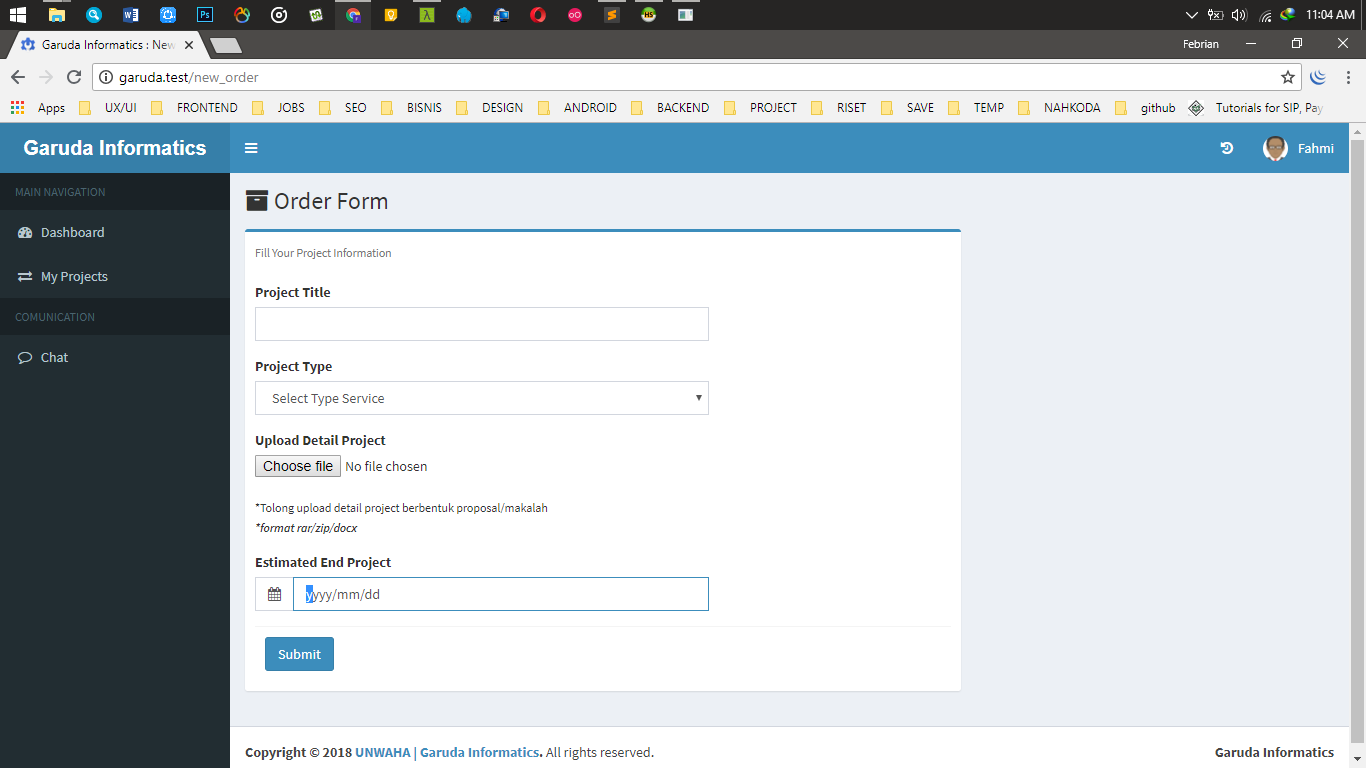 11:04 AM
Garuda Informatics : New
Febrian
garuda.test/new_order
Apps UX/UI FRONTEND JOBS SEO BISNIS DESIGN ANDROID BACKEND PROJECT RISET SAVE TEMP NAHKODA github Tutorials for SIP, Pay
Garuda Informatics
Fahmi
MAIN NAVIGATION
Dashboard
My Projects
COMUNICATION
Chat
Order Form
Fill Your Project Information
Project Title
Project Type
Select Type Service
Upload Detail Project
Choose file No file chosen
*Tolong upload detail project berbentuk proposal/makalah
*format rar/zip/docx
Estimated End Project
yyyy/mm/dd
Submit
Copyright © 2018 UNWAHA | Garuda Informatics. All rights reserved.
Garuda Informatics